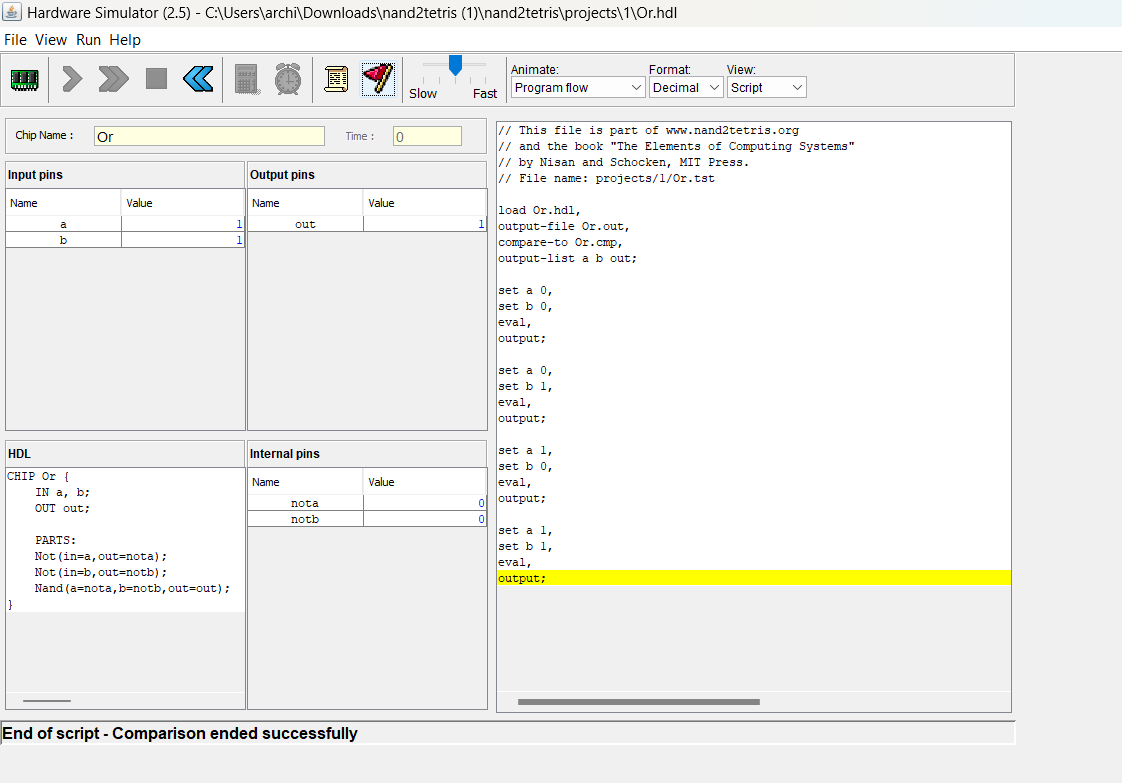 Hardware Simulator (2.5) - C:\Users\archi\Downloads\nand2tetris (1)\nand2tetris\projects\1\Or.hdl
File View Run Help
Slow Fast
Animate: Format: View:
Program flow Decimal Script
Chip Name : Or Time : 0
Input pins
Name Value
a 1
b 1
Output pins
Name Value
out 1
HDL
CHIP Or {
    IN a, b;
    OUT out;

    PARTS:
    Not(in=a,out=nota);
    Not(in=b,out=notb);
    Nand(a=nota,b=notb,out=out);
}
Internal pins
Name Value
nota 0
notb 0
// This file is part of www.nand2tetris.org
// and the book "The Elements of Computing Systems"
// by Nisan and Schocken, MIT Press.
// File name: projects/1/Or.tst

load Or.hdl,
output-file Or.out,
compare-to Or.cmp,
output-list a b out;

set a 0,
set b 0,
eval,
output;

set a 0,
set b 1,
eval,
output;

set a 1,
set b 0,
eval,
output;

set a 1,
set b 1,
eval,
output;
End of script - Comparison ended successfully